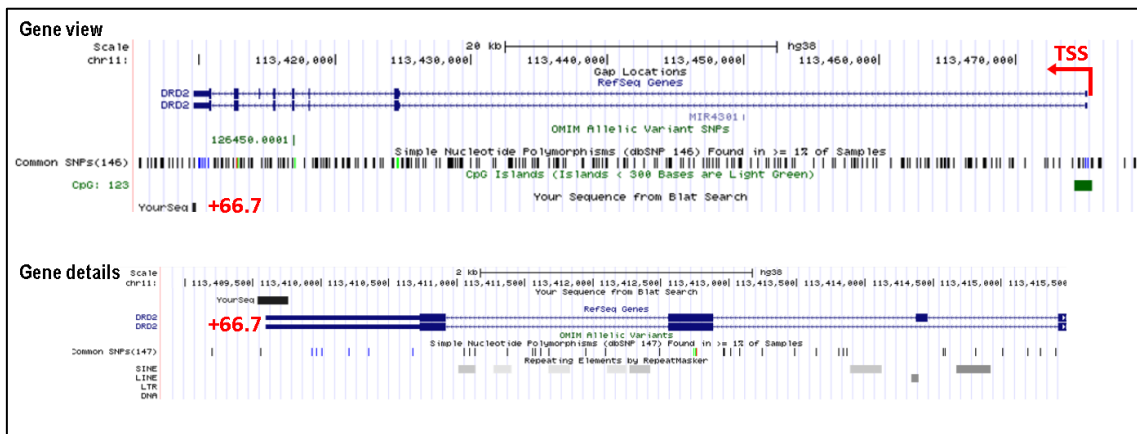 Gene view
Scale 20 kb hg38
chr11: 113,420,000 113,430,000 113,440,000 113,450,000 113,460,000 113,470,000 TSS
Gap Locations
RefSeq Genes
DRD2
DRD2
MIR4301
OMIM Allelic Variant SNPs
126450.0001
Simple Nucleotide Polymorphisms (dbSNP 146) Found in >= 1% of Samples
Common SNPs(146)
CpG Islands (Islands < 300 Bases are Light Green)
CpG: 123
Your Sequence from Blat Search
YourSeq +66.7
Gene details
Scale 2 kb hg38
chr11: 113,409,500 113,410,000 113,410,500 113,411,000 113,411,500 113,412,000 113,412,500 113,413,000 113,413,500 113,414,000 113,414,500 113,415,000 113,415,500
Your Sequence from Blat Search
YourSeq
RefSeq Genes
DRD2
+66.7
DRD2
OMIM Allelic Variants
Simple Nucleotide Polymorphisms (dbSNP 147) Found in >= 1% of Samples
Common SNPs(147)
Repeating Elements by RepeatMasker
SINE
LINE
LTR
DNA